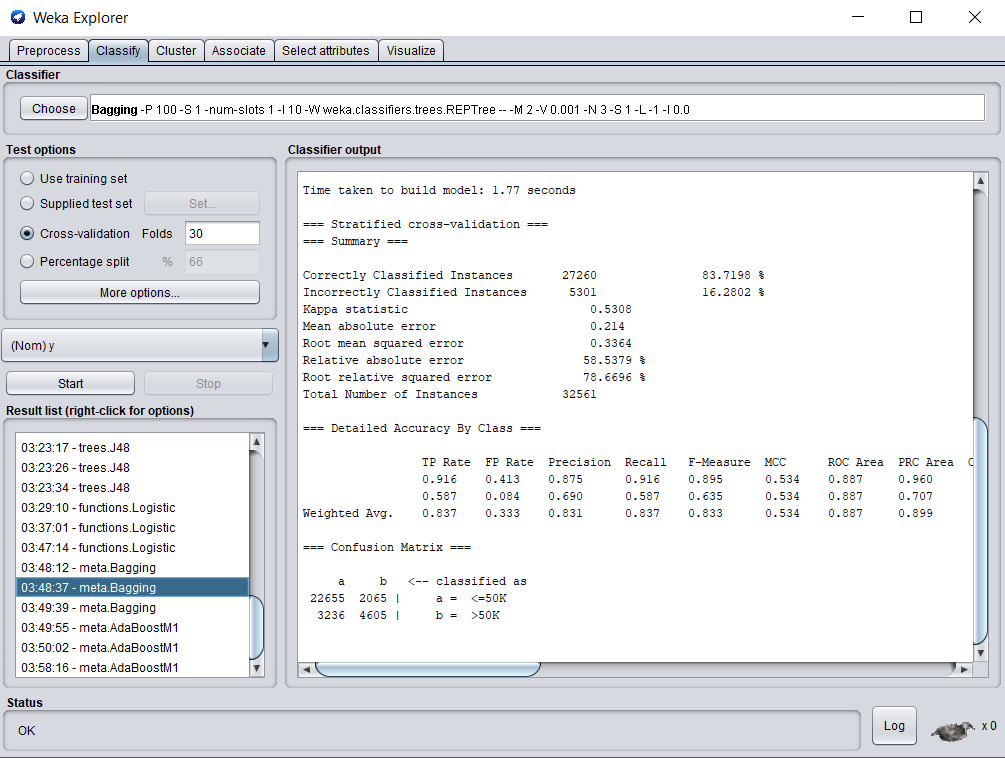 Weka Explorer
Preprocess Classify Cluster Associate Select attributes Visualize
Classifier
Choose Bagging -P 100 -S 1 -num-slots 1 -I 10 -W weka.classifiers.trees.REPTree -- -M 2 -V 0.001 -N 3 -S 1 -L -1 -I 0.0
Test options
Use training set
Supplied test set Set...
Cross-validation Folds 30
Percentage split % 66
More options...
(Nom) y
Start Stop
Result list (right-click for options)
03:23:17 - trees.J48
03:23:26 - trees.J48
03:23:34 - trees.J48
03:29:10 - functions.Logistic
03:37:01 - functions.Logistic
03:47:14 - functions.Logistic
03:48:12 - meta.Bagging
03:48:37 - meta.Bagging
03:49:39 - meta.Bagging
03:49:55 - meta.AdaBoostM1
03:50:02 - meta.AdaBoostM1
03:58:16 - meta.AdaBoostM1
Classifier output
Time taken to build model: 1.77 seconds
=== Stratified cross-validation ===
=== Summary ===
Correctly Classified Instances 27260 83.7198 %
Incorrectly Classified Instances 5301 16.2802 %
Kappa statistic 0.5308
Mean absolute error 0.214
Root mean squared error 0.3364
Relative absolute error 58.5379 %
Root relative squared error 78.6696 %
Total Number of Instances 32561
=== Detailed Accuracy By Class ===
TP Rate FP Rate Precision Recall F-Measure MCC ROC Area PRC Area C
0.916 0.413 0.875 0.916 0.895 0.534 0.887 0.960
0.587 0.084 0.690 0.587 0.635 0.534 0.887 0.707
Weighted Avg. 0.837 0.333 0.831 0.837 0.833 0.534 0.887 0.899
=== Confusion Matrix ===
a b <-- classified as
22655 2065 | a = <=50K
3236 4605 | b = >50K
Status
OK
Log x 0